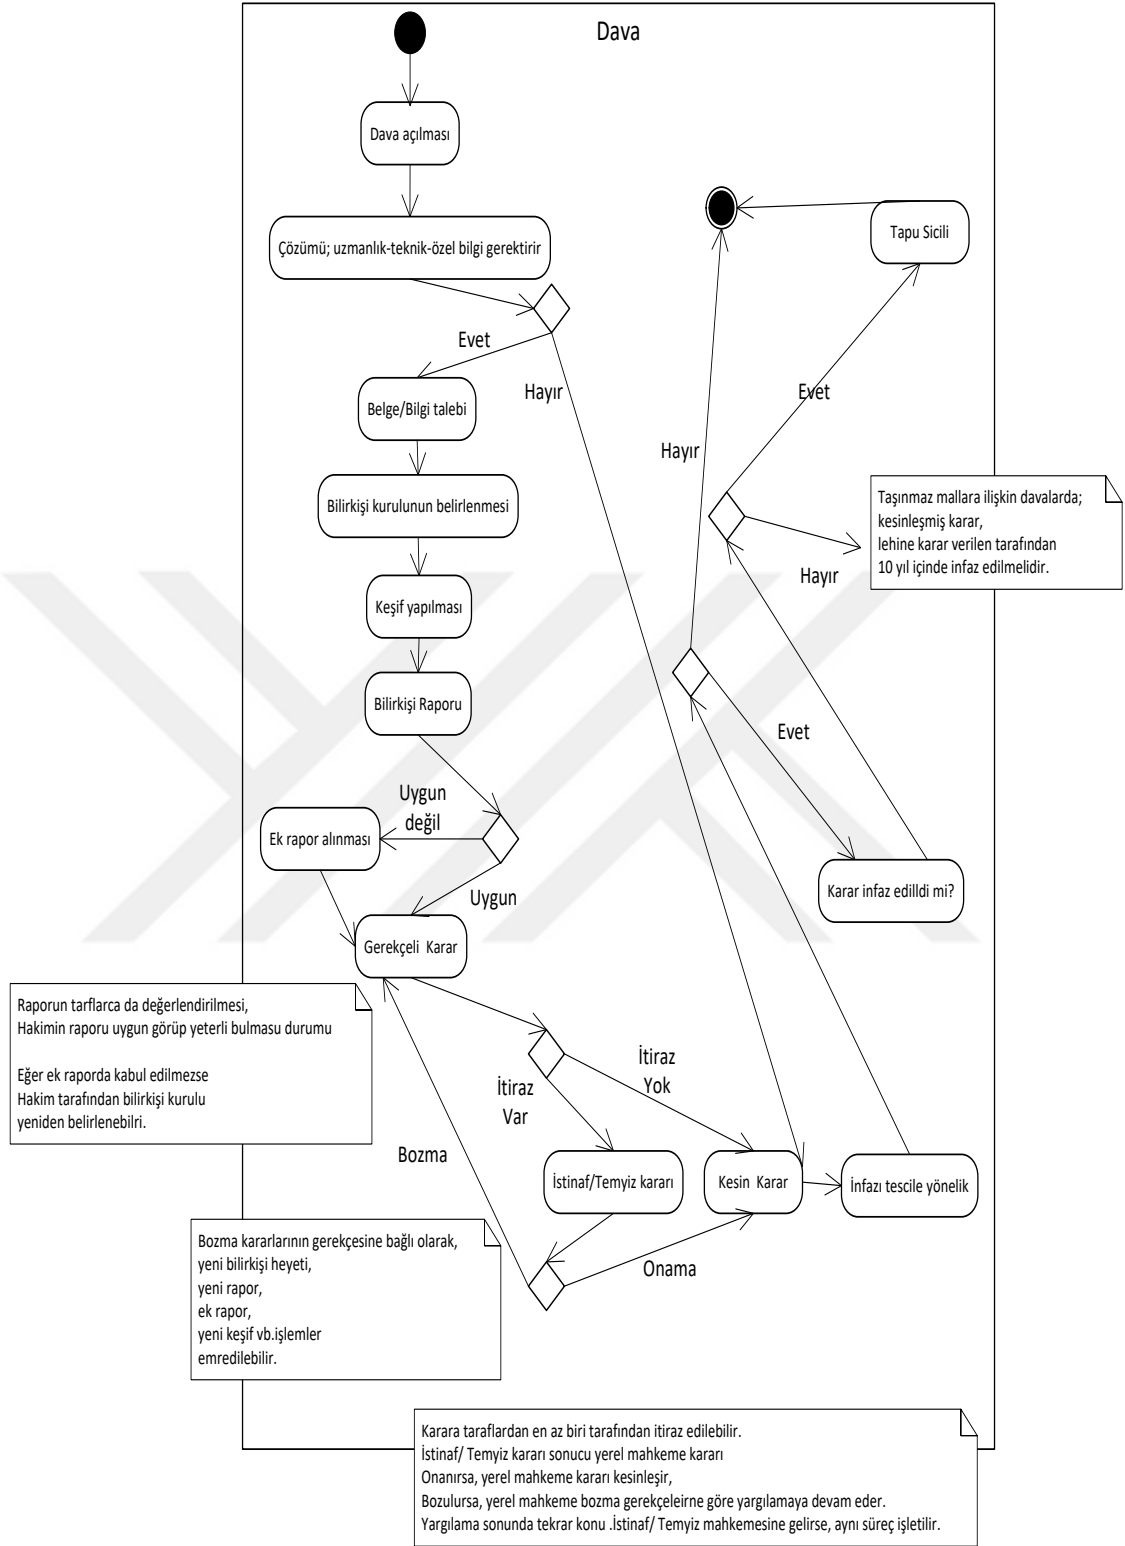 Dava
Dava açılması
Çözümü; uzmanlık-teknik-özel bilgi gerektirir
Evet
Hayır
Belge/Bilgi talebi
Bilirkişi kurulunun belirlenmesi
Keşif yapılması
Bilirkişi Raporu
Uygun
değil
Ek rapor alınması
Uygun
Gerekçeli Karar
Raporun tarflarca da değerlendirilmesi,
Hakimin raporu uygun görüp yeterli bulması durumu
Eğer ek raporda kabul edilmezse
Hakim tarafından bilirkişi kurulu
yeniden belirlenebilri.
İtiraz
Var
İtiraz
Yok
Bozma
İstinaf/Temyiz kararı
Kesin Karar
İnfazı tescile yönelik
Onama
Bozma kararlarının gerekçesine bağlı olarak,
yeni bilirkişi heyeti,
yeni rapor,
ek rapor,
yeni keşif vb.işlemler
emredilebilir.
Tapu Sicili
Evet
Hayır
Hayır
Taşınmaz mallara ilişkin davalarda;
kesinleşmiş karar,
lehine karar verilen tarafından
10 yıl içinde infaz edilmelidir.
Evet
Karar infaz edilldi mi?
Karara taraflardan en az biri tarafından itiraz edilebilir.
İstinaf/ Temyiz kararı sonucu yerel mahkeme kararı
Onanırsa, yerel mahkeme kararı kesinleşir,
Bozulursa, yerel mahkeme bozma gerekçeleirne göre yargılamaya devam eder.
Yargılama sonunda tekrar konu .İstinaf/ Temyiz mahkemesine gelirse, aynı süreç işletilir.